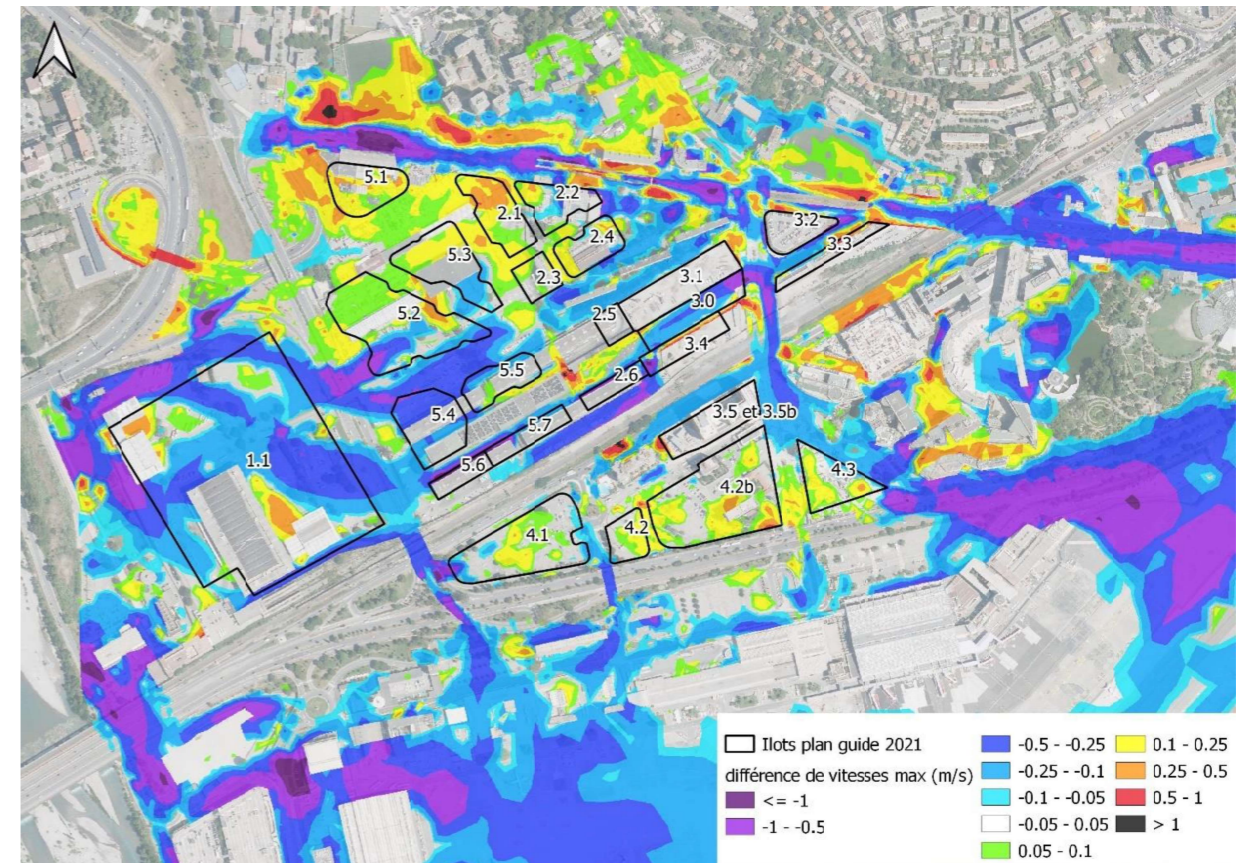 5.1
2.2
2.1
2.4
3.2
3.3
5.3
2.3
3.1
3.0
5.2
2.5
3.4
5.5
2.6
5.4
5.7
3.5 et 3.5b
1.1
5.6
4.3
4.2b
4.1
4.2
Ilots plan guide 2021
différence de vitesses max (m/s)
<= -1
-1 - -0.5
-0.5 - -0.25
-0.25 - -0.1
-0.1 - -0.05
-0.05 - 0.05
0.05 - 0.1
0.1 - 0.25
0.25 - 0.5
0.5 - 1
> 1